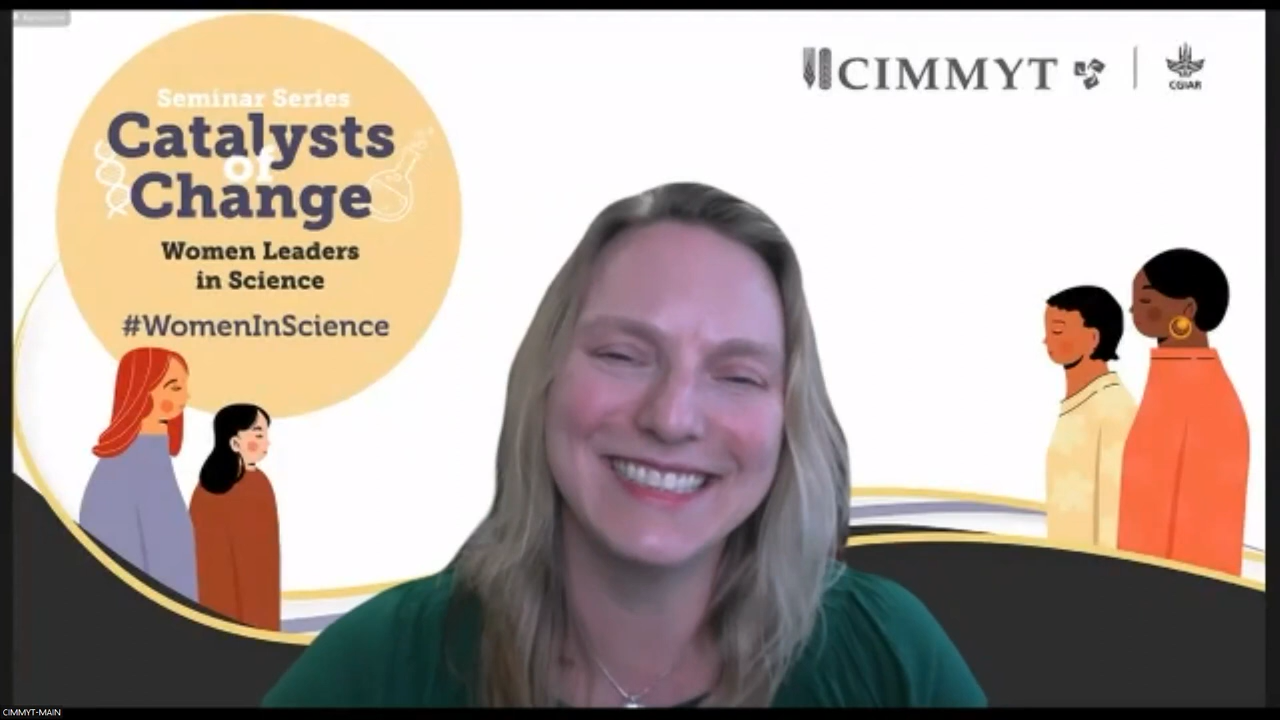 Seminar Series
Catalysts
of
Change
Women Leaders
in Science
#WomenInScience
CIMMYT
CGIAR
CIMMYT-MAIN